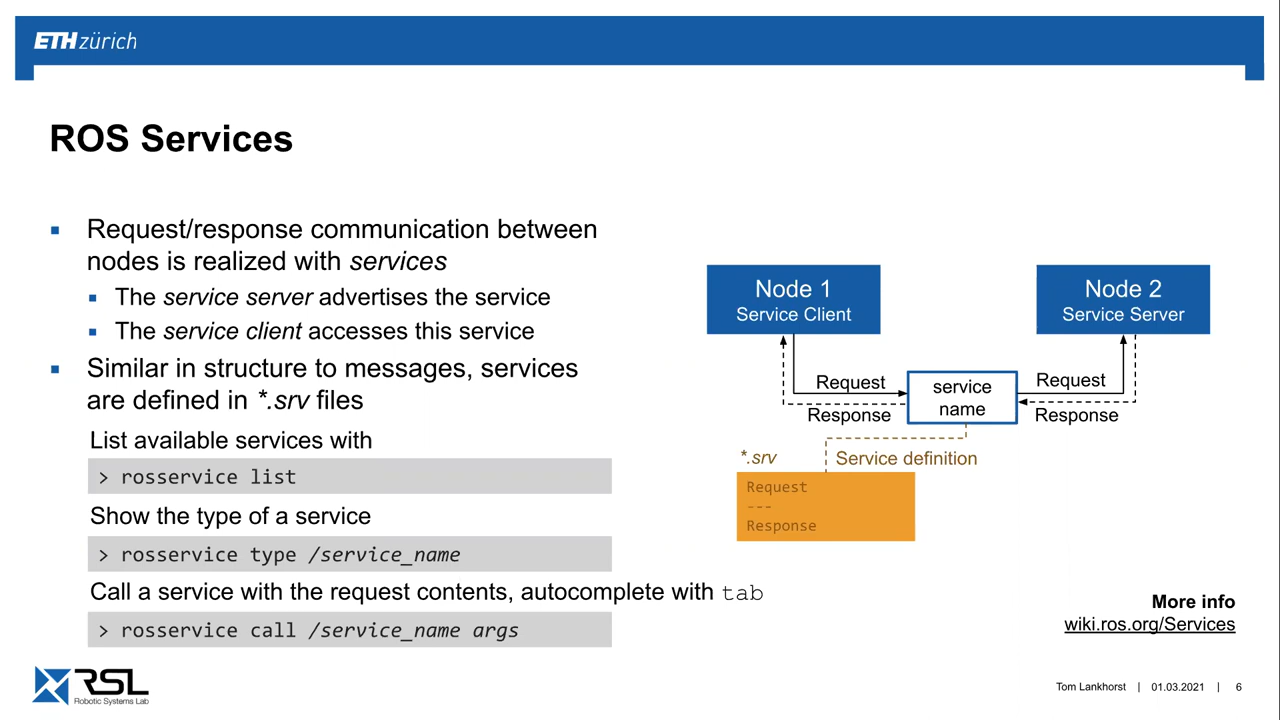 ETHzürich
ROS Services
Request/response communication between
nodes is realized with services
The service server advertises the service
The service client accesses this service
Similar in structure to messages, services
are defined in *.srv files
List available services with
> rosservice list
Show the type of a service
> rosservice type /service_name
Call a service with the request contents, autocomplete with tab
> rosservice call /service_name args
Node 1
Service Client
Node 2
Service Server
Request
Response
service
name
Request
Response
*.srv
Service definition
Request
---
Response
More info
wiki.ros.org/Services
RSL
Robotic Systems Lab
Tom Lankhorst | 01.03.2021 | 6